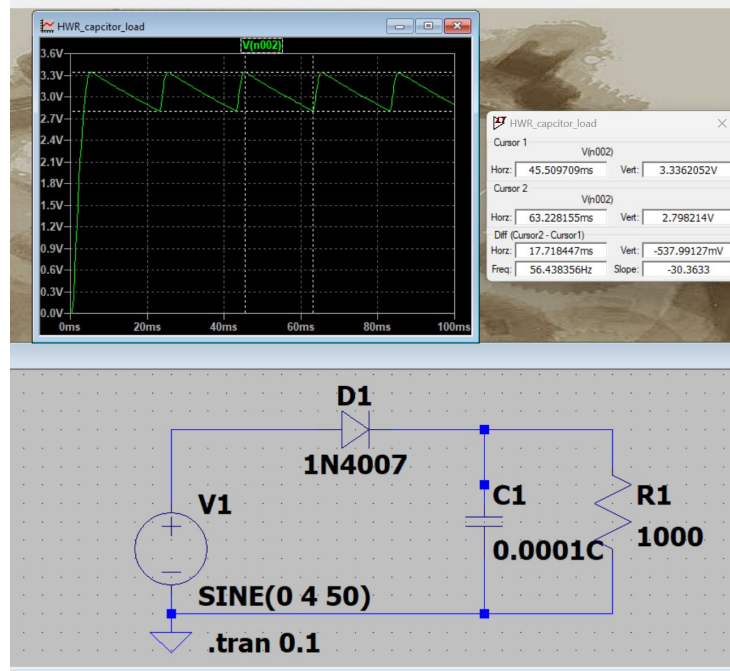 HWR_capcitor_load
V(n002)
3.6V
3.3V
3.0V
2.7V
2.4V
2.1V
1.8V
1.5V
1.2V
0.9V
0.6V
0.3V
0.0V
0ms 20ms 40ms 60ms 80ms 100ms
HWR_capcitor_load
Cursor 1
V(n002)
Horz: 45.509709ms Vert: 3.3362052V
Cursor 2
V(n002)
Horz: 63.228155ms Vert: 2.798214V
Diff (Cursor2 - Cursor1)
Horz: 17.718447ms Vert: -537.99127mV
Freq: 56.438356Hz Slope: -30.3633
D1
1N4007
V1
C1
R1
1000
0.0001C
SINE(0 4 50)
.tran 0.1